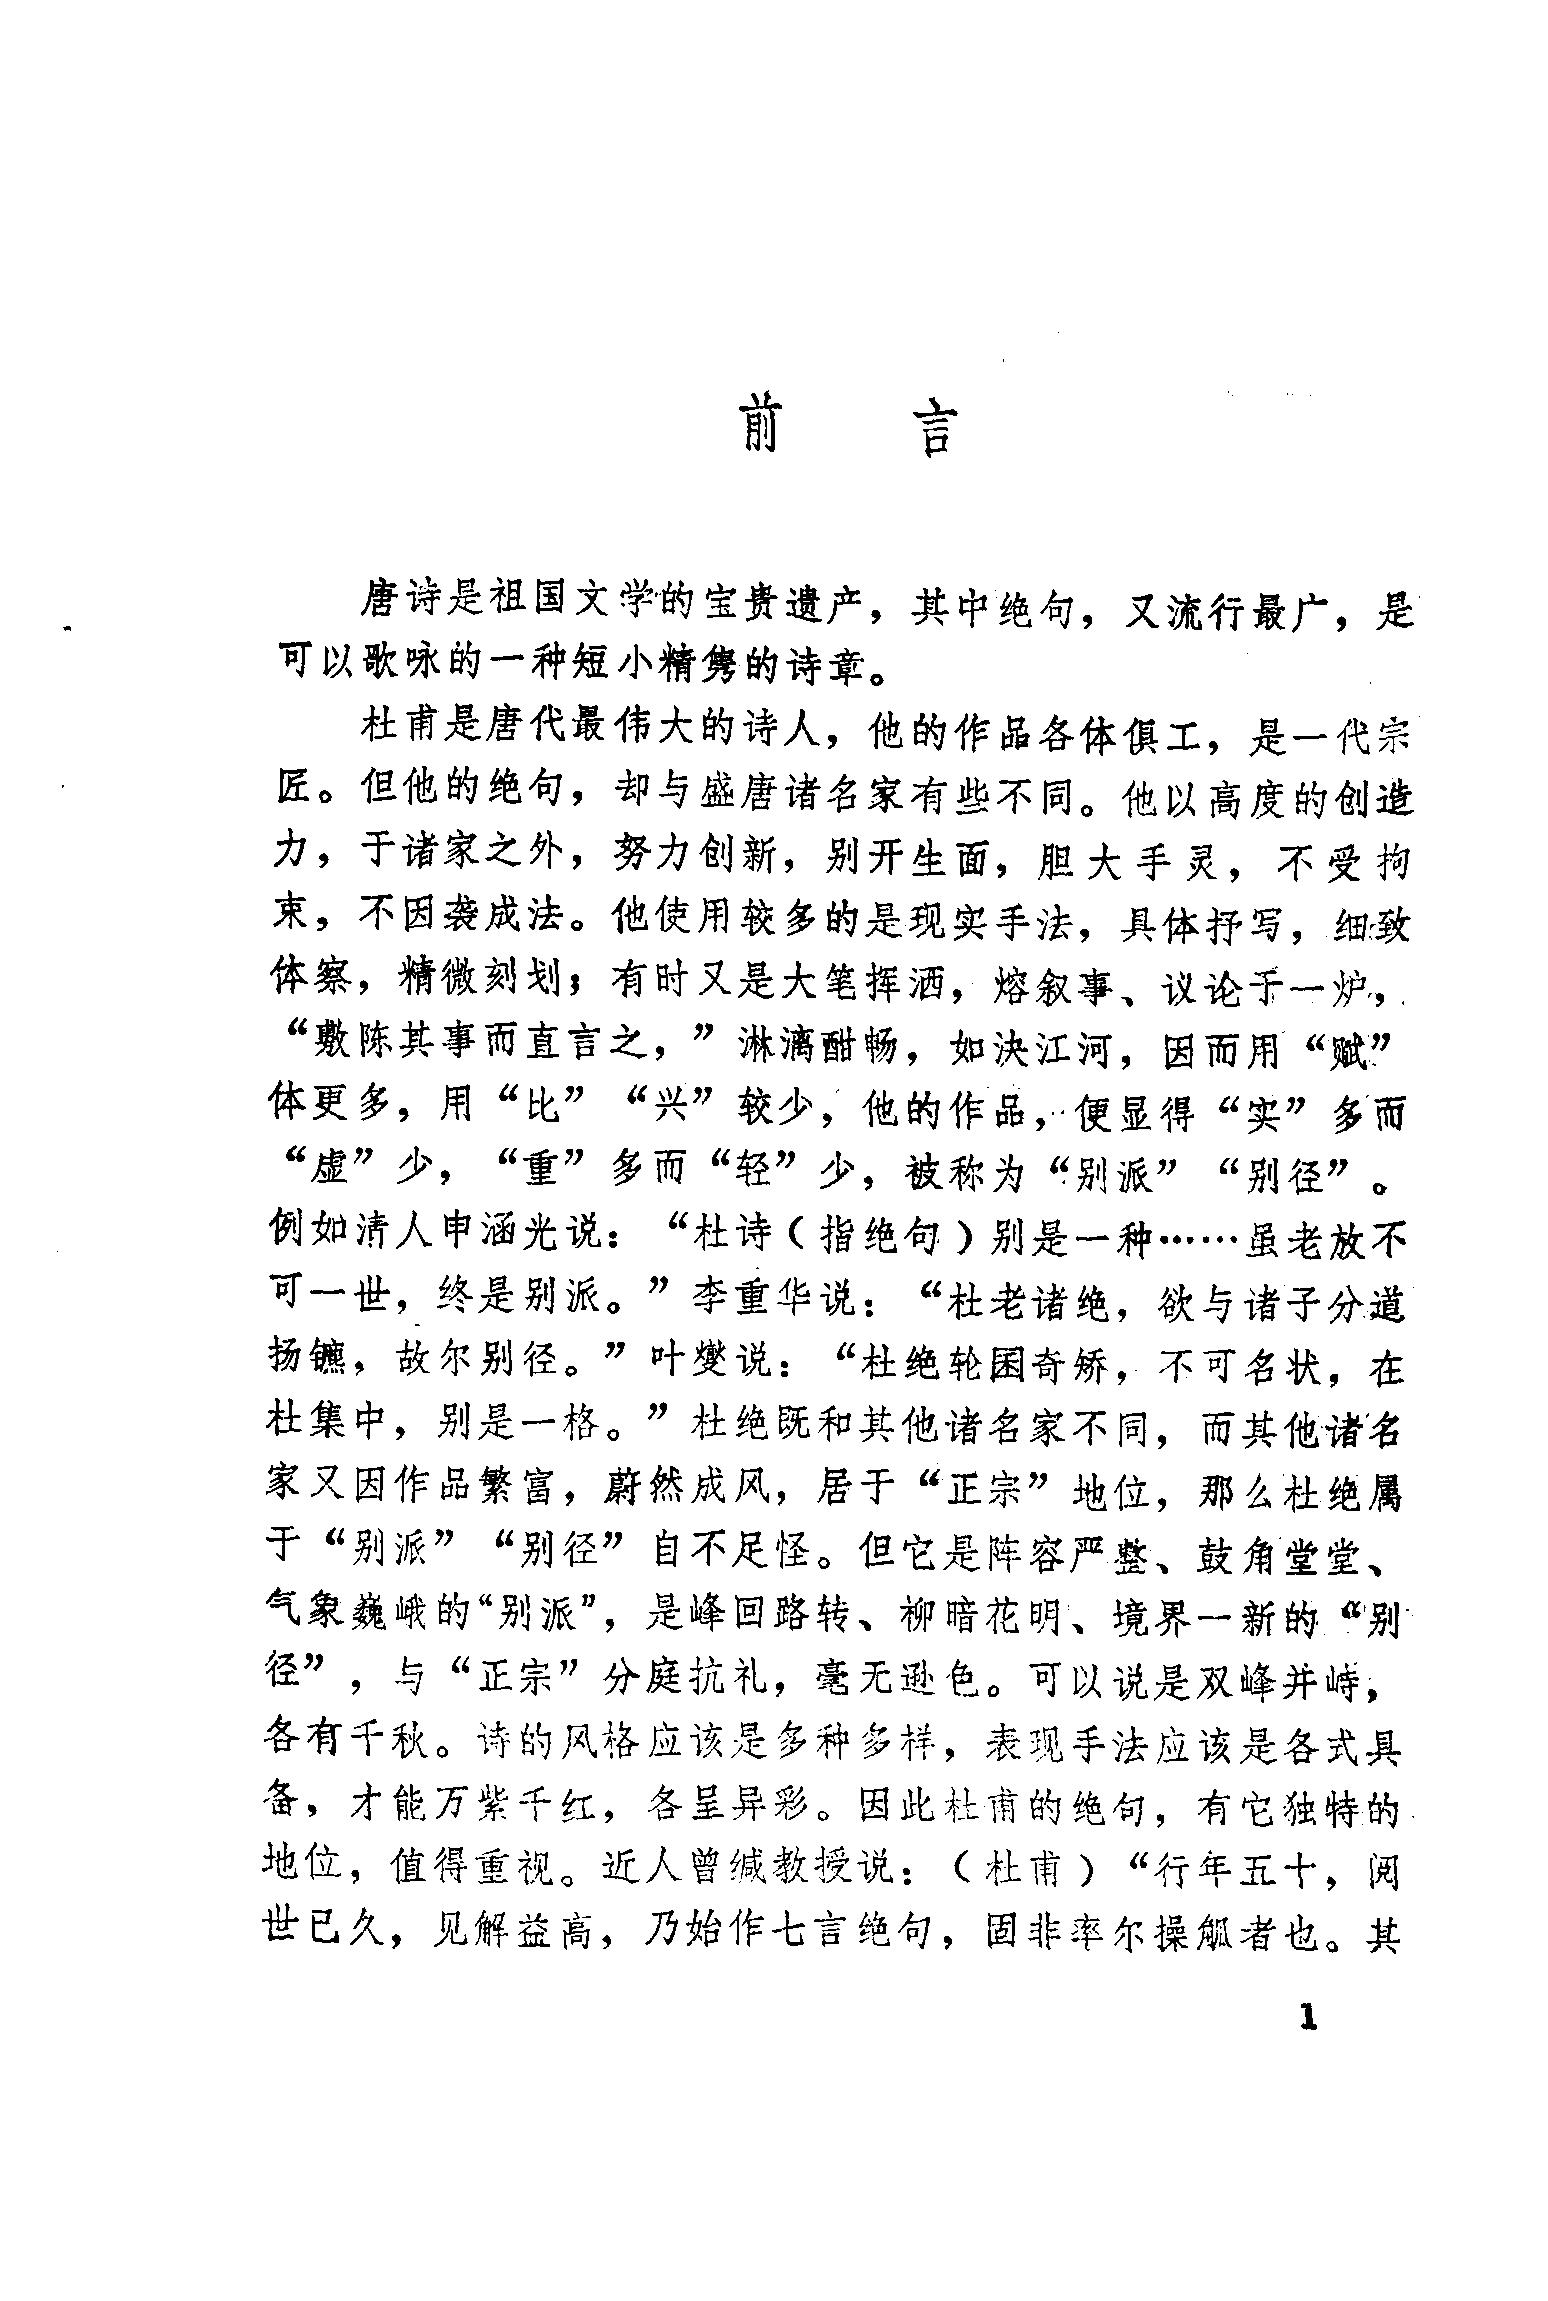 前言
唐诗是祖国文学的宝贵遗产，其中绝句，又流行最广，是
可以歌咏的一种短小精隽的诗章。
杜甫是唐代最伟大的诗人，他的作品各体俱工，是一代宗
匠。但他的绝句，却与盛唐诸名家有些不同。他以高度的创造
力，于诸家之外，努力创新，别开生面，胆大手灵，不受拘
束，不因袭成法。他使用较多的是现实手法，具体抒写，细致
体察，精微刻划；有时又是大笔挥洒，熔叙事、议论于一炉，
“敷陈其事而直言之，”淋漓酣畅，如决江河，因而用“赋”
体更多，用“比”“兴”较少，他的作品，便显得“实”多而
“虚”少，“重”多而“轻”少，被称为“别派”“别径”。
例如清人申涵光说：“杜诗（指绝句）别是一种……虽老放不
可一世，终是别派。”李重华说：“杜老诸绝，欲与诸子分道
扬镳，故尔别径。”叶燮说：“杜绝轮囷奇矫，不可名状，在
杜集中，别是一格。”杜绝既和其他诸名家不同，而其他诸名
家又因作品繁富，蔚然成风，居于“正宗”地位，那么杜绝属
于“别派”“别径”自不足怪。但它是阵容严整、鼓角堂堂、
气象巍峨的“别派”，是峰回路转、柳暗花明、境界一新的“别
径”，与“正宗”分庭抗礼，毫无逊色。可以说是双峰并峙，
各有千秋。诗的风格应该是多种多样，表现手法应该是各式具
备，才能万紫千红，各呈异彩。因此杜甫的绝句，有它独特的
地位，值得重视。近人曾缄教授说：（杜甫）“行年五十，阅
世已久，见解益高，乃始作七言绝句，固非率尔操觚者也。其
1